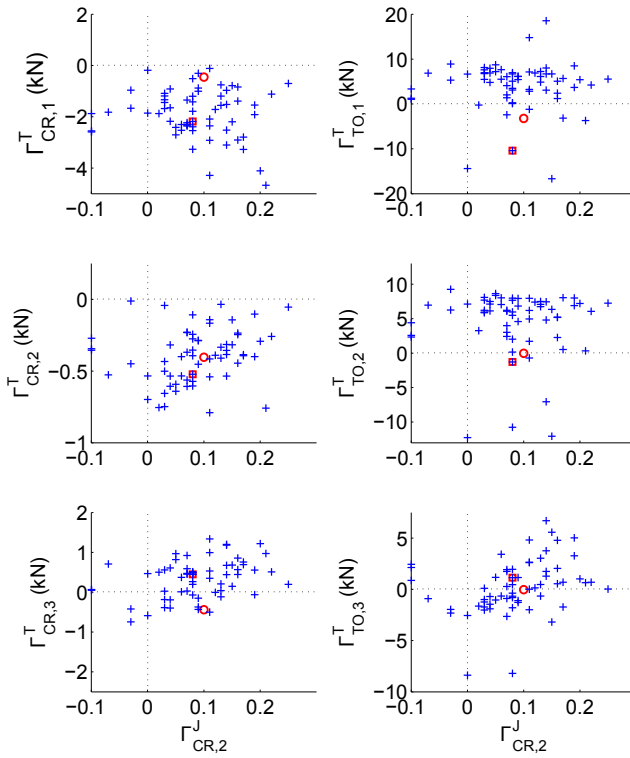 2
0
−2
−4
−0.1 0 0.1 0.2
Γ^T_CR,1 (kN)
20
10
0
−10
−20
−0.1 0 0.1 0.2
Γ^T_TO,1 (kN)
0
−0.5
−1
−0.1 0 0.1 0.2
Γ^T_CR,2 (kN)
10
5
0
−5
−10
−0.1 0 0.1 0.2
Γ^T_TO,2 (kN)
2
1
0
−1
−2
−0.1 0 0.1 0.2
Γ^T_CR,3 (kN)
Γ^J_CR,2
5
0
−5
−10
−0.1 0 0.1 0.2
Γ^T_TO,3 (kN)
Γ^J_CR,2